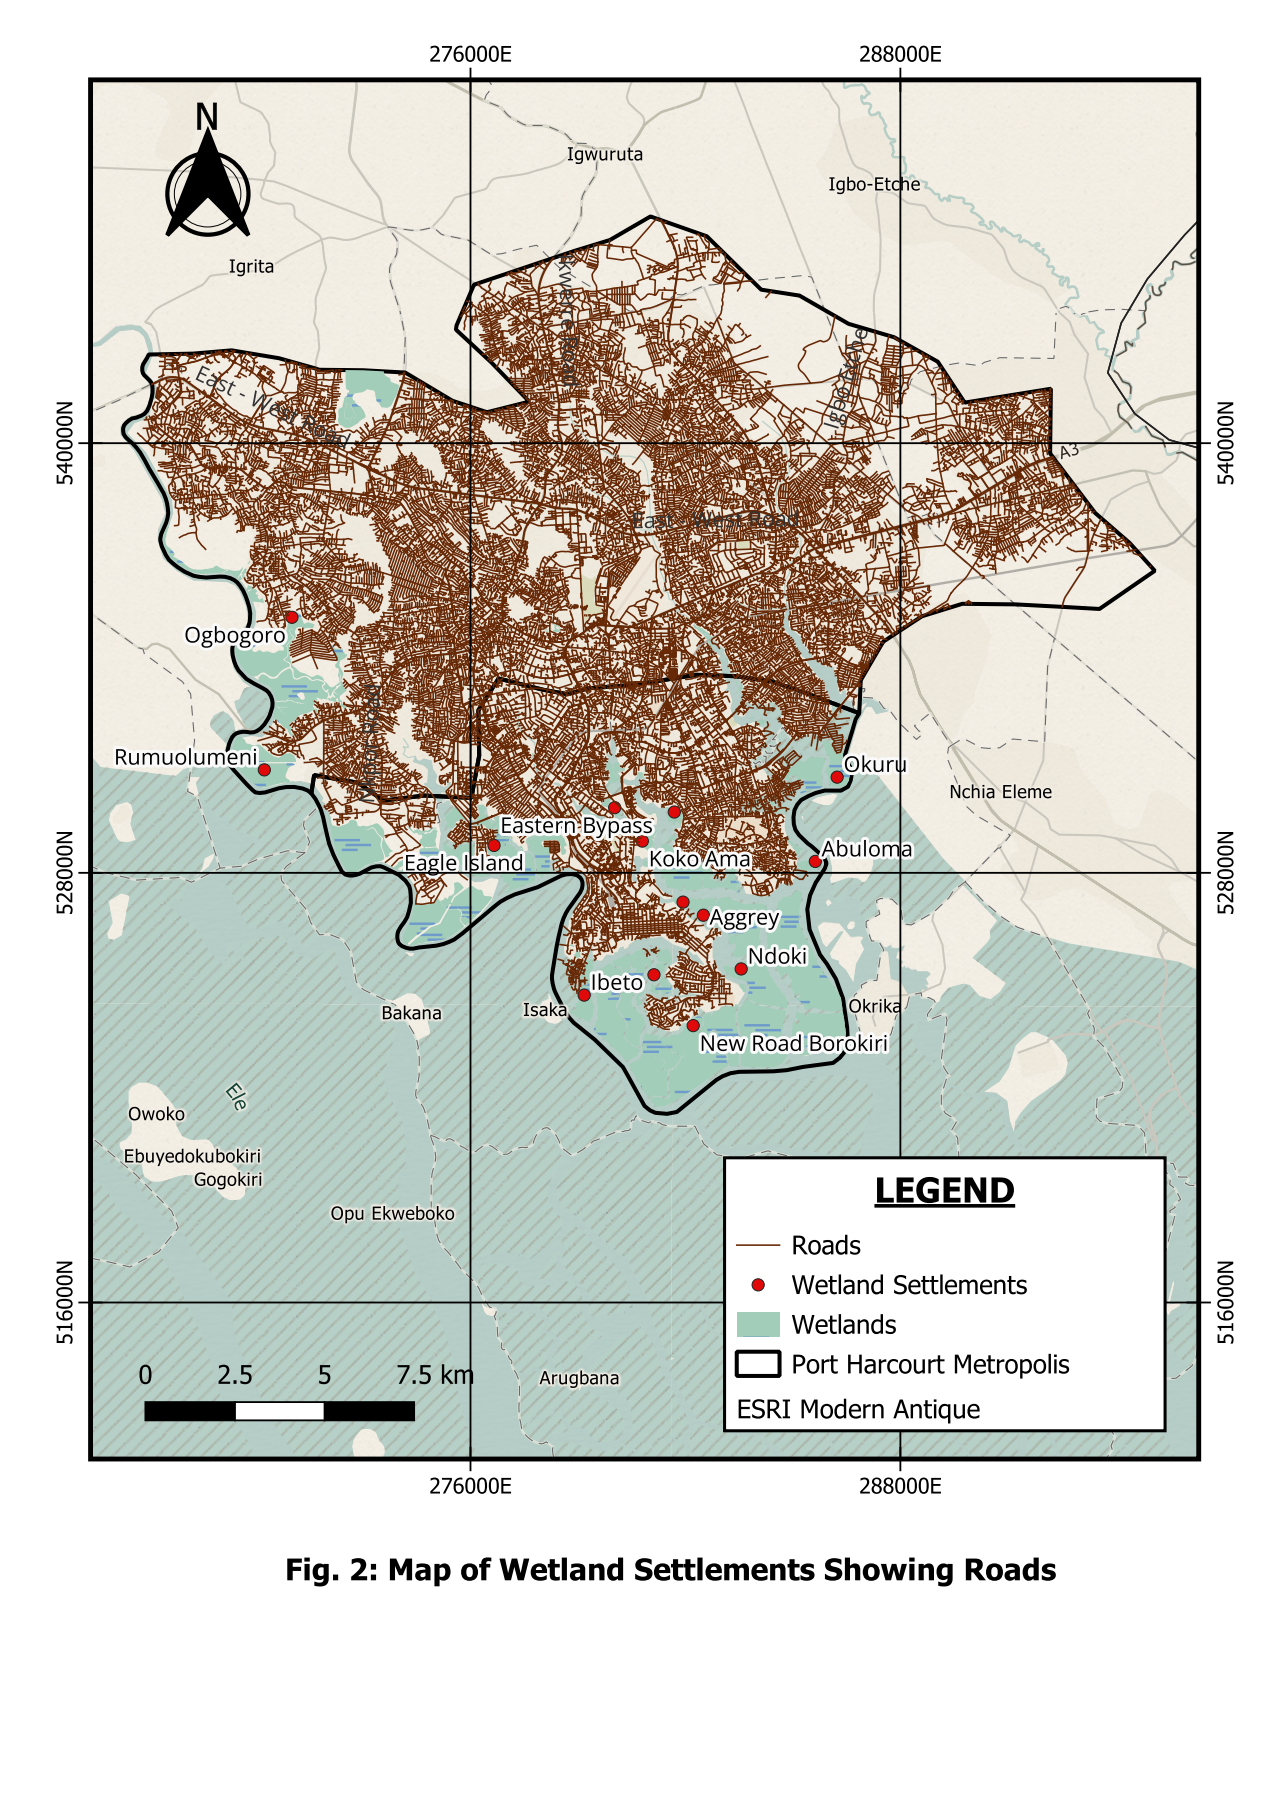 276000E
288000E
N
Igwuruta
Igbo-Etche
Igrita
East - West Road
540000N
540000N
A3
East - West Road
Ogbogoro
Rumuolumeni
Okuru
Nchia Eleme
Eastern Bypass
Abuloma
Eagle Island
Koko Ama
528000N
528000N
Aggrey
Ndoki
Ibeto
Isaka
Okrika
Bakana
New Road Borokiri
Ele
Owoko
Ebuyedokubokiri
Gogokiri
Opu Ekweboko
Arugbana
516000N
516000N
LEGEND
Roads
Wetland Settlements
Wetlands
Port Harcourt Metropolis
ESRI Modern Antique
0 2.5 5 7.5 km
276000E
288000E
Fig. 2: Map of Wetland Settlements Showing Roads